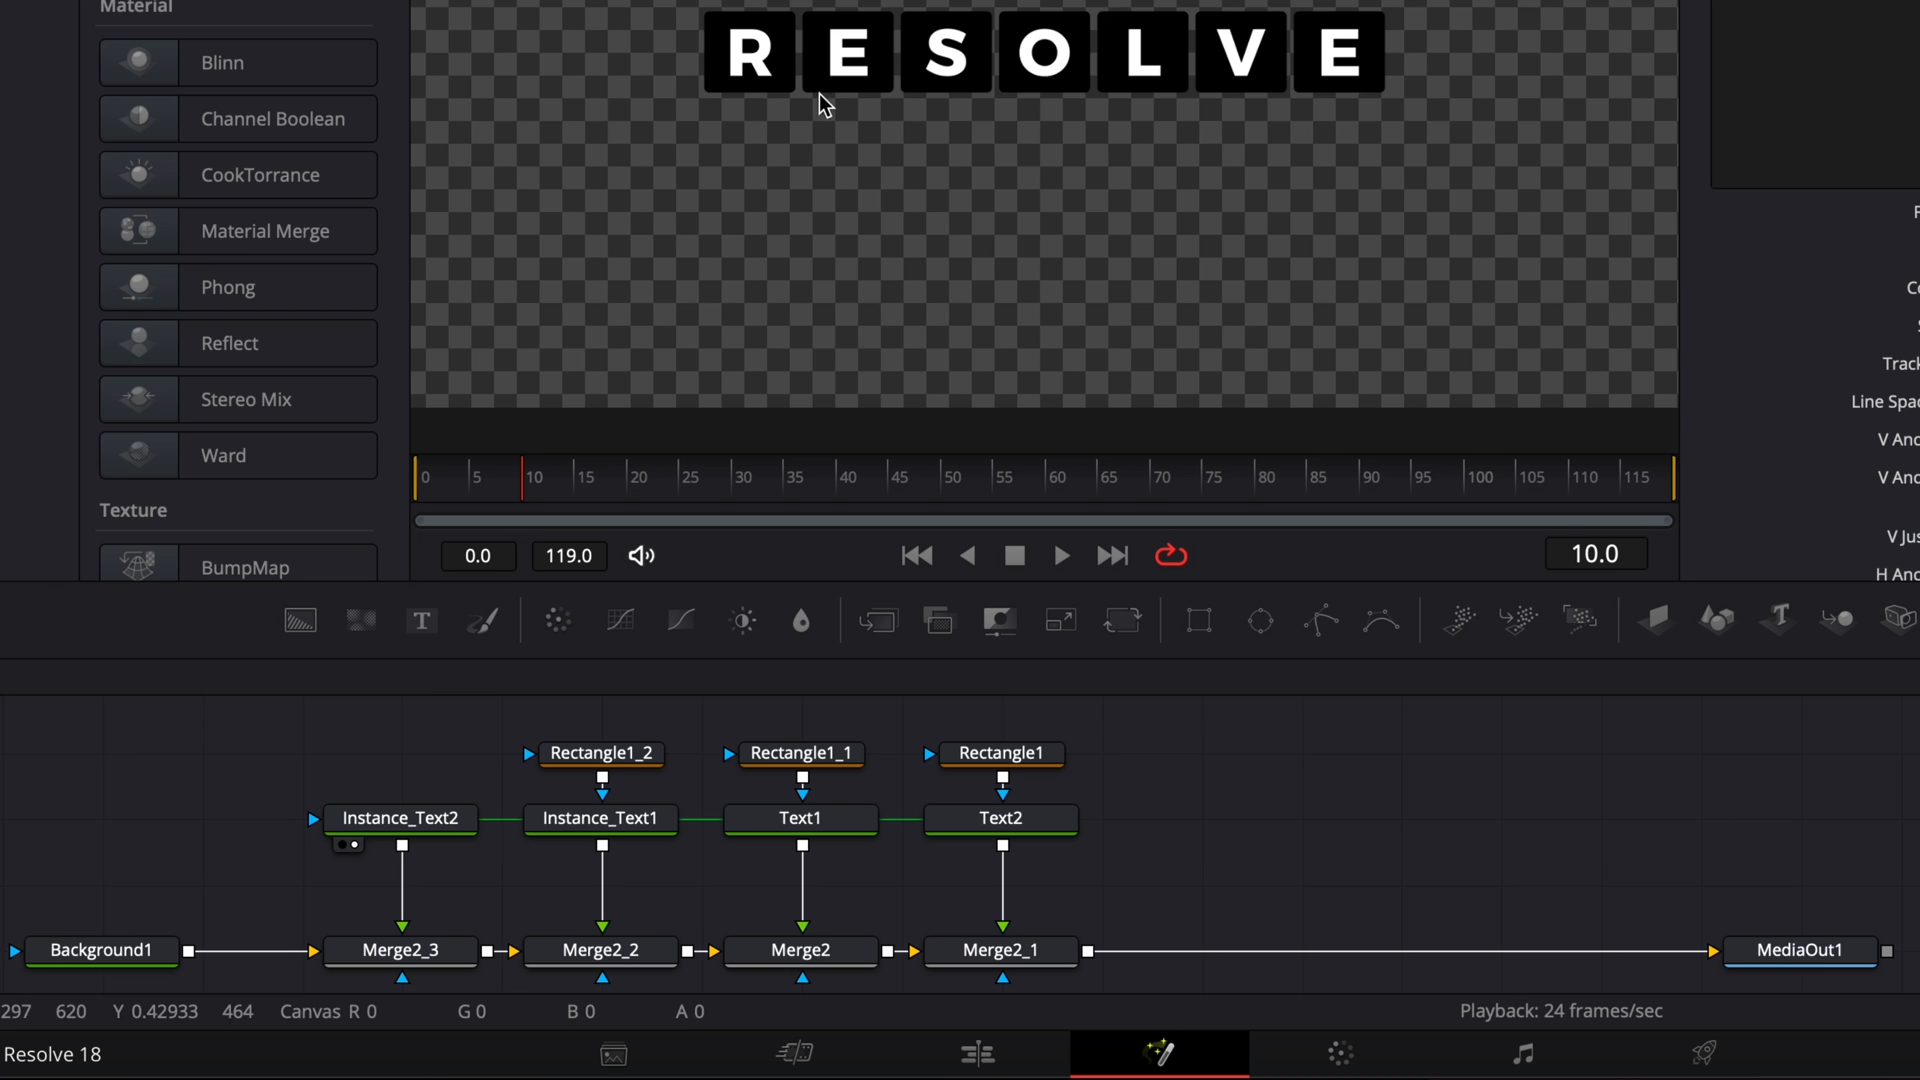 Material
R E S O L V E
Blinn
Channel Boolean
CookTorrance
Material Merge
Phong
Reflect
Stereo Mix
Ward
Texture
BumpMap
Track
Line Spac
V Anc
V Anc
V Jus
H Anc
0 5 10 15 20 25 30 35 40 45 50 55 60 65 70 75 80 85 90 95 100 105 110 115
0.0 119.0 10.0
T T
Rectangle1_2 Rectangle1_1 Rectangle1
Instance_Text2 Instance_Text1 Text1 Text2
Background1 Merge2_3 Merge2_2 Merge2 Merge2_1 MediaOut1
297 620 Y 0.42933 464 Canvas R 0 G 0 B 0 A 0 Playback: 24 frames/sec
Resolve 18